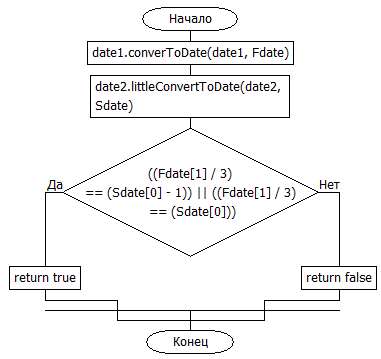 Начало
date1.converToDate(date1, Fdate)
date2.littleConvertToDate(date2,
Sdate)
((Fdate[1] / 3)
== (Sdate[0] - 1)) || ((Fdate[1] / 3)
== (Sdate[0]))
Да
Нет
return true
return false
Конец